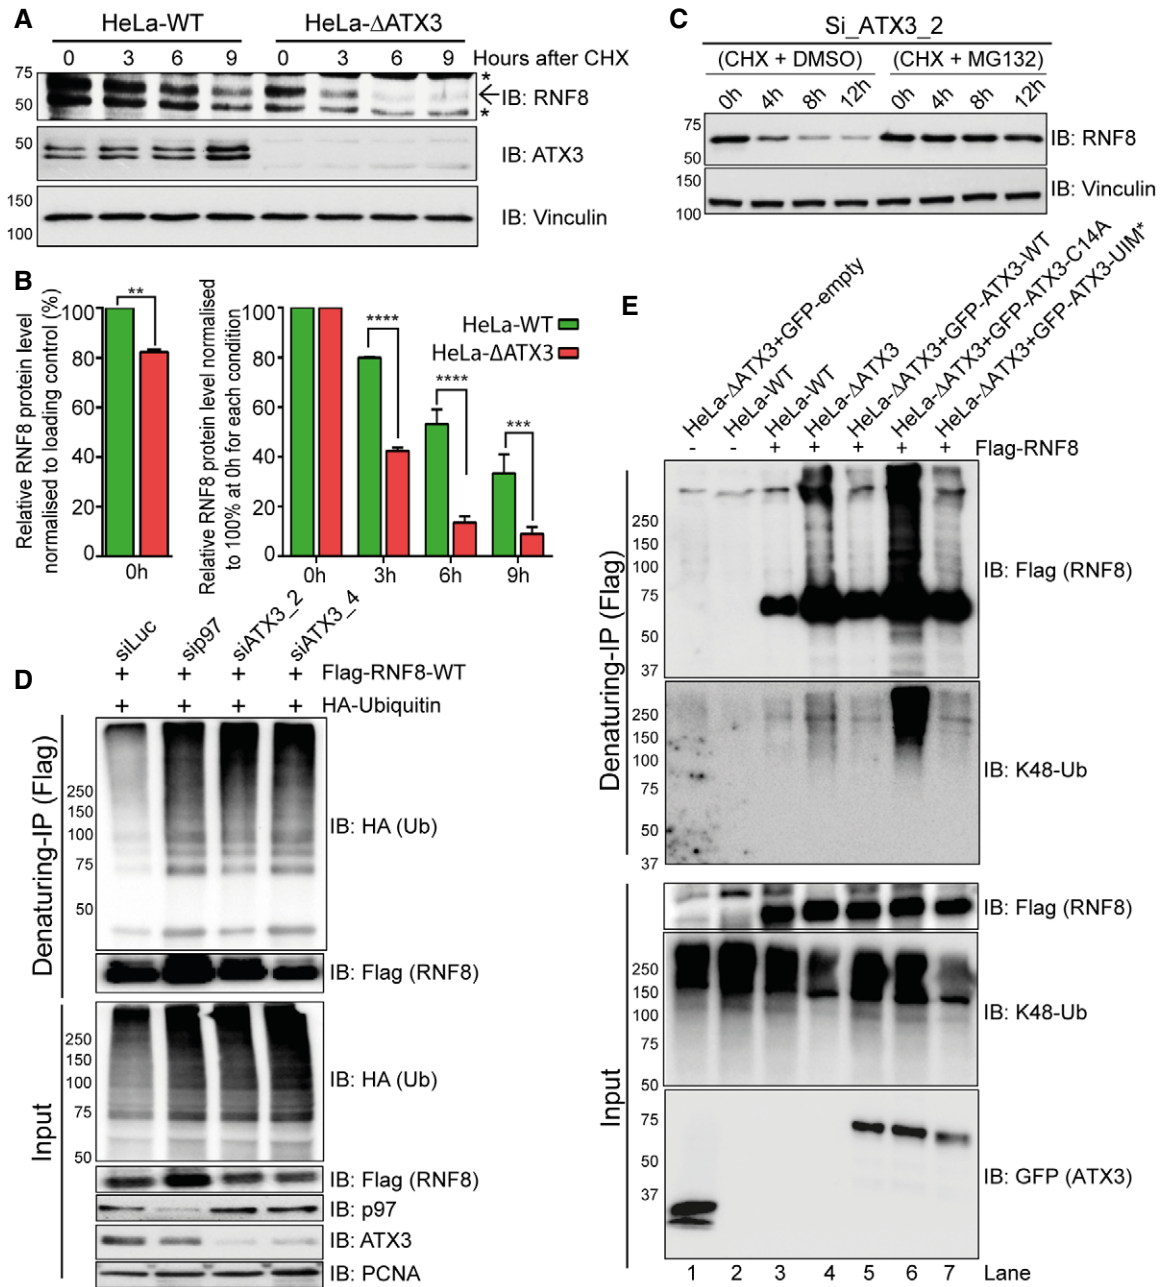 A
HeLa-WT HeLa-ΔATX3
0 3 6 9 0 3 6 9 Hours after CHX
75
50
*
IB: RNF8
*
50
IB: ATX3
150
100
IB: Vinculin
B
Relative RNF8 protein level
normalised to loading control (%)
100
80
60
40
20
0
**
0h
Relative RNF8 protein level normalised
to 100% at 0h for each condition
100
80
60
40
20
0
****
****
***
HeLa-WT
HeLa-ΔATX3
0h 3h 6h 9h
C
Si_ATX3_2
(CHX + DMSO) (CHX + MG132)
0h 4h 8h 12h 0h 4h 8h 12h
75
50
IB: RNF8
150
100
IB: Vinculin
D
siLuc sip97 siATX3_2 siATX3_4
+ + + + Flag-RNF8-WT
+ + + + HA-Ubiquitin
Denaturing-IP (Flag)
250
150
100
75
50
IB: HA (Ub)
IB: Flag (RNF8)
Input
250
150
100
75
50
IB: HA (Ub)
IB: Flag (RNF8)
IB: p97
IB: ATX3
IB: PCNA
E
HeLa-ΔATX3+GFP-empty
HeLa-WT
HeLa-WT
HeLa-ΔATX3
HeLa-ΔATX3+GFP-ATX3-WT
HeLa-ΔATX3+GFP-ATX3-C14A
HeLa-ΔATX3+GFP-ATX3-UIM*
- - + + + + + Flag-RNF8
Denaturing-IP (Flag)
250
150
100
75
50
37
IB: Flag (RNF8)
250
150
100
75
50
37
IB: K48-Ub
Input
IB: Flag (RNF8)
250
150
100
75
50
IB: K48-Ub
75
50
37
IB: GFP (ATX3)
1 2 3 4 5 6 7 Lane